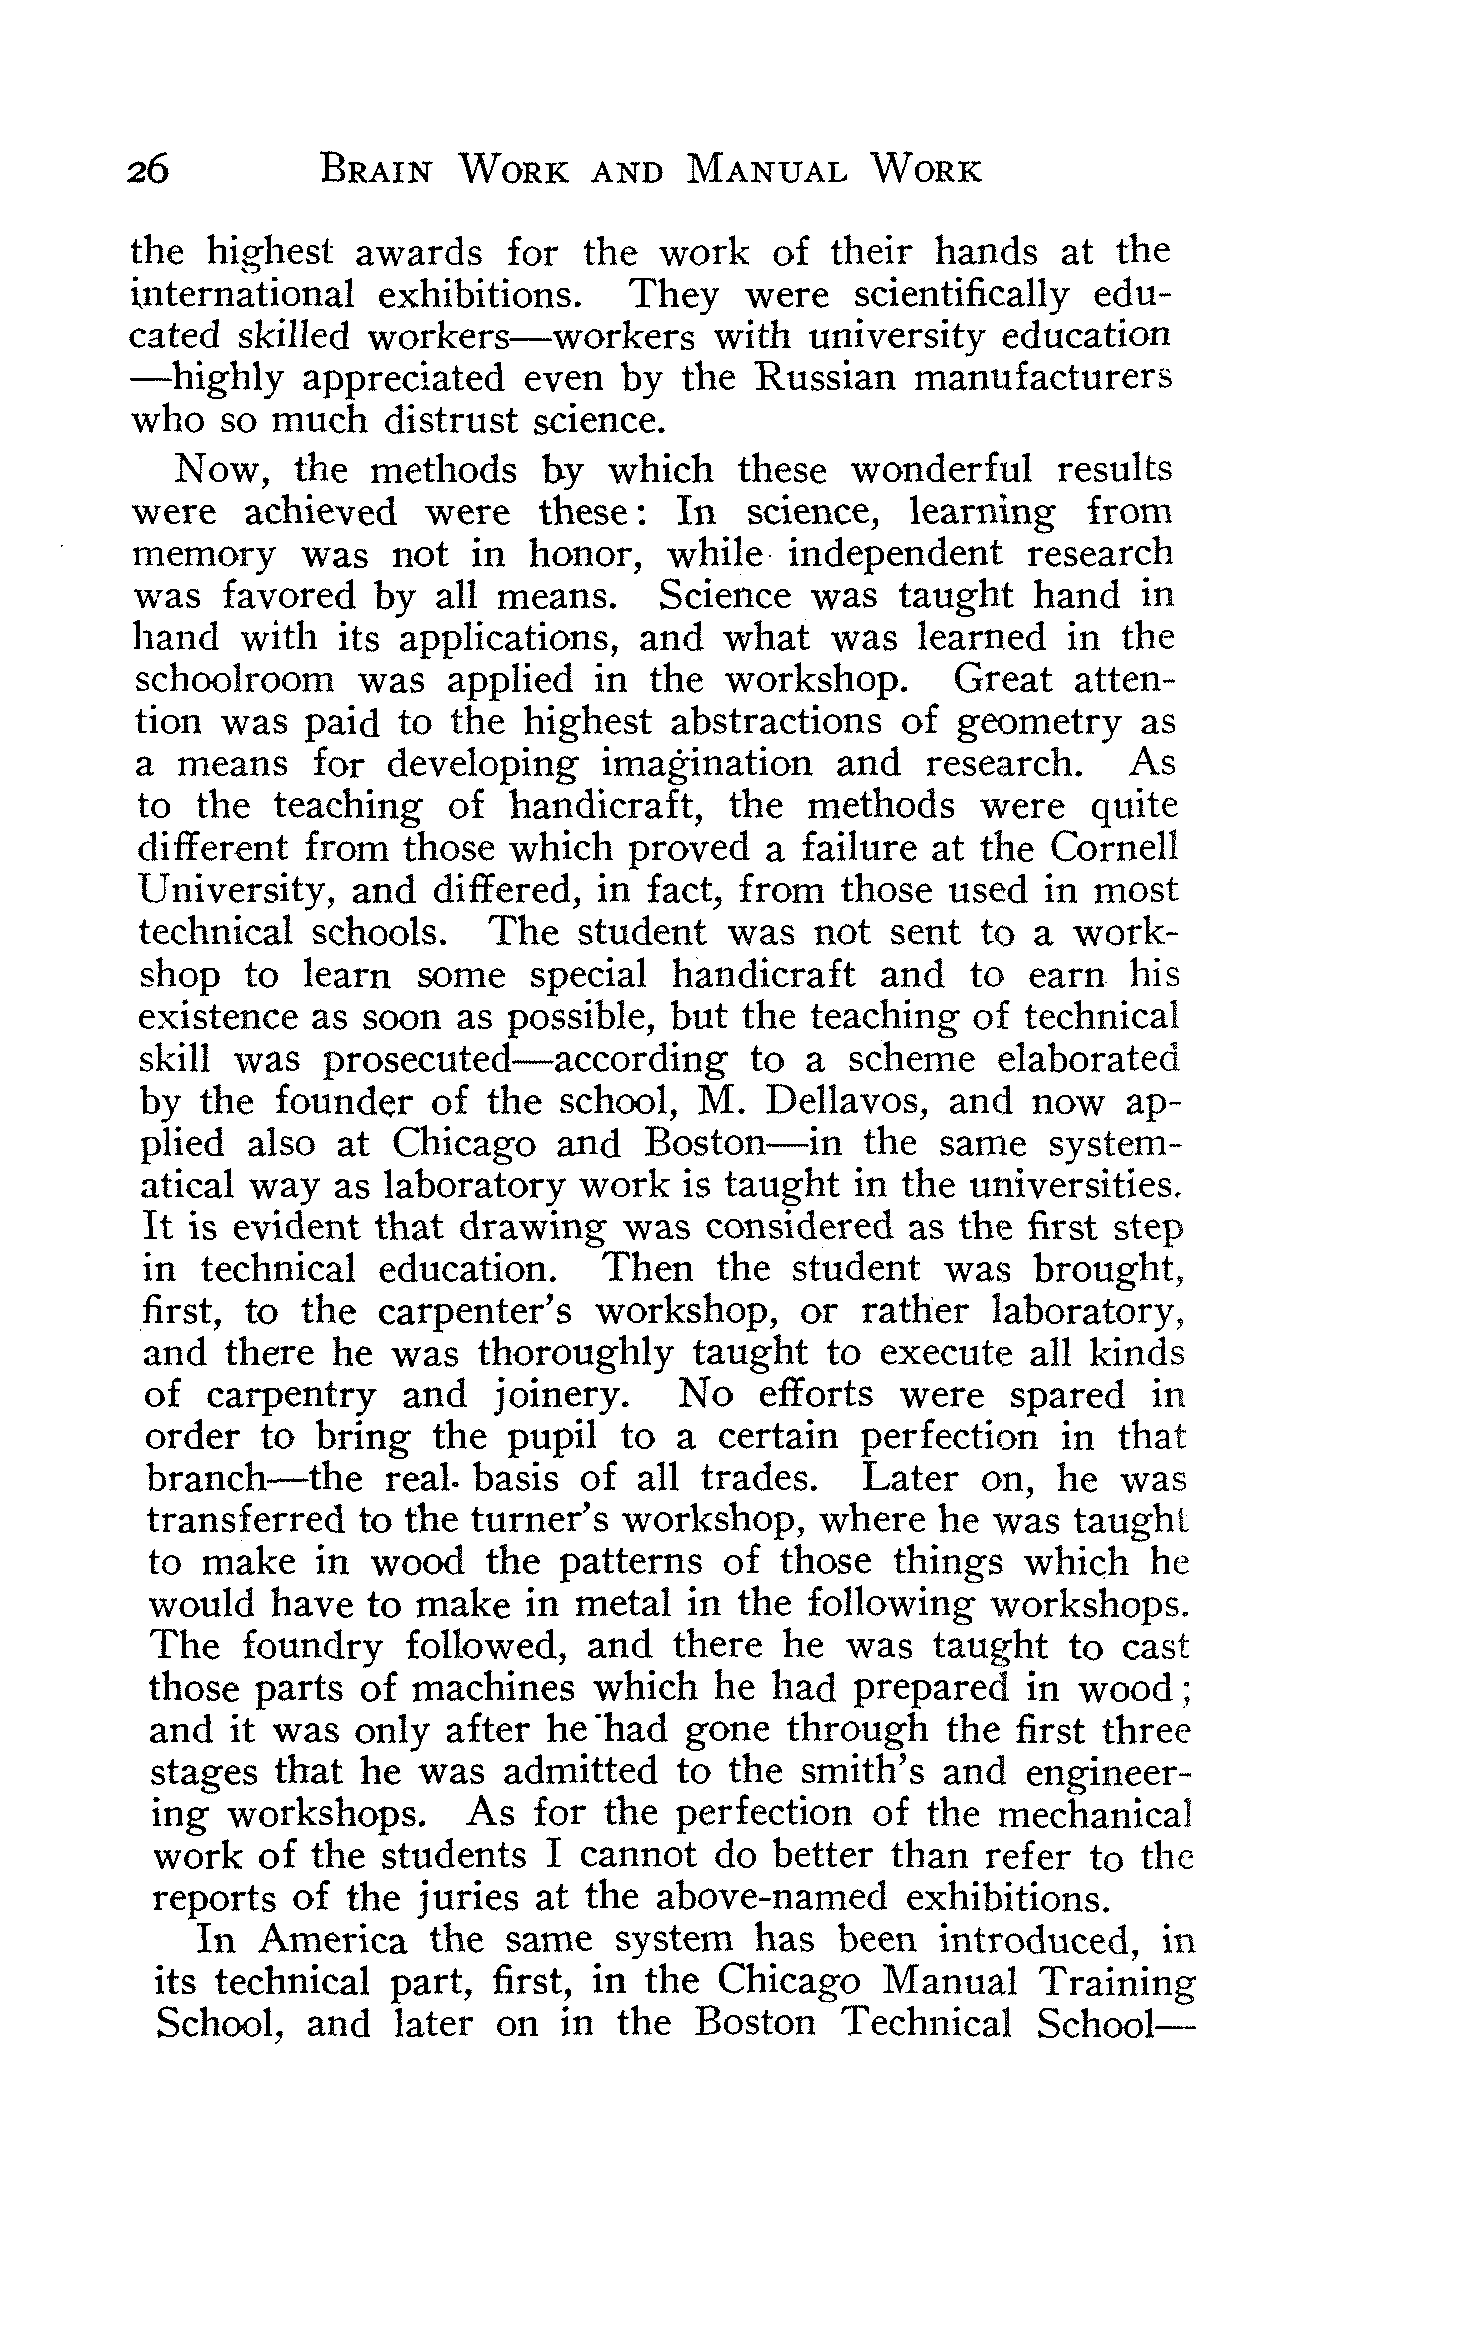 26 BRAIN WORK AND MANUAL WORK
the highest awards for the work of their hands at the
international exhibitions. They were scientifically edu-
cated skilled workers—workers with university education
—highly appreciated even by the Russian manufacturers
who so much distrust science.
Now, the methods by which these wonderful results
were achieved were these: In science, learning from
memory was not in honor, while independent research
was favored by all means. Science was taught hand in
hand with its applications, and what was learned in the
schoolroom was applied in the workshop. Great atten-
tion was paid to the highest abstractions of geometry as
a means for developing imagination and research. As
to the teaching of handicraft, the methods were quite
different from those which proved a failure at the Cornell
University, and differed, in fact, from those used in most
technical schools. The student was not sent to a work-
shop to learn some special handicraft and to earn his
existence as soon as possible, but the teaching of technical
skill was prosecuted—according to a scheme elaborated
by the founder of the school, M. Dellavos, and now ap-
plied also at Chicago and Boston—in the same system-
atical way as laboratory work is taught in the universities.
It is evident that drawing was considered as the first step
in technical education. Then the student was brought,
first, to the carpenter's workshop, or rather laboratory,
and there he was thoroughly taught to execute all kinds
of carpentry and joinery. No efforts were spared in
order to bring the pupil to a certain perfection in that
branch—the real basis of all trades. Later on, he was
transferred to the turner's workshop, where he was taught
to make in wood the patterns of those things which he
would have to make in metal in the following workshops.
The foundry followed, and there he was taught to cast
those parts of machines which he had prepared in wood;
and it was only after he had gone through the first three
stages that he was admitted to the smith's and engineer-
ing workshops. As for the perfection of the mechanical
work of the students I cannot do better than refer to the
reports of the juries at the above-named exhibitions.
In America the same system has been introduced, in
its technical part, first, in the Chicago Manual Training
School, and later on in the Boston Technical School—